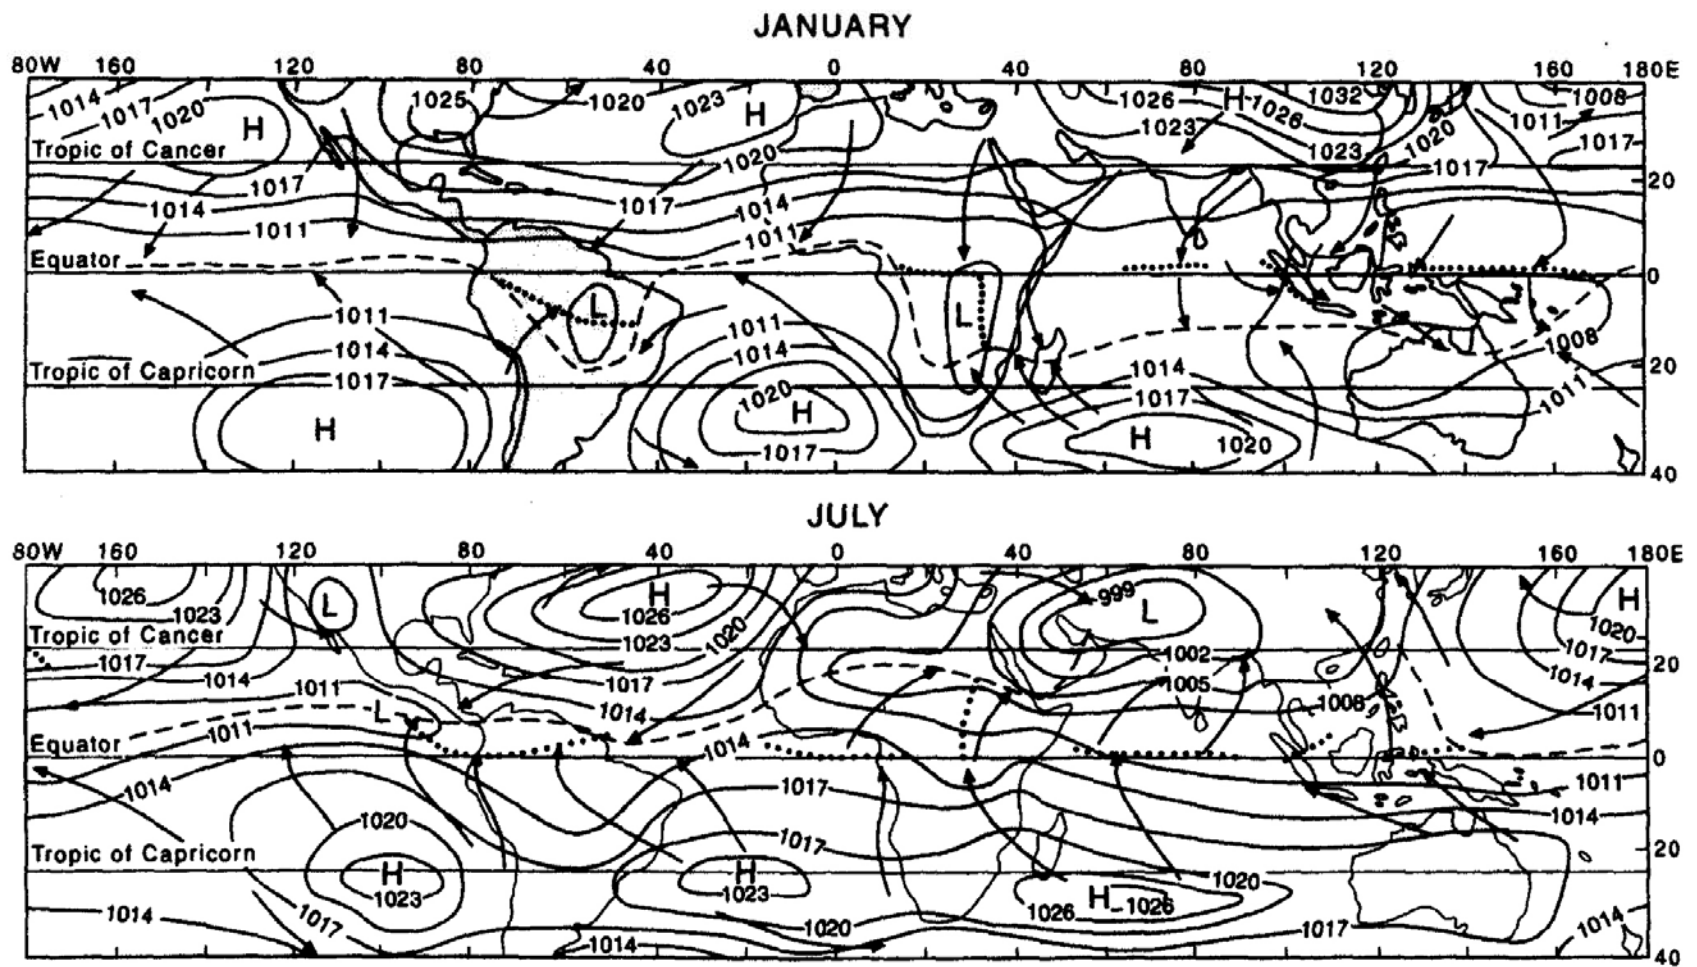 JANUARY
80W 160 120 80 40 0 40 80 120 160 180E
1014 1017 1020 H 1025 1020 1023 H 1026 H 1026 1032 1008
1023 1020 1011
Tropic of Cancer 1020 1023 1017 1017
1017 1017 1014 20
1014
1011 1011
Equator 0
L L
1011 1011 1008
1014 1014 1014 20
Tropic of Capricorn 1017 1020 1017 1011
H H H 1020
1017 40
JULY
80W 160 120 80 40 0 40 80 120 160 180E
1026 L H 999 L H
1023 1026 1020
Tropic of Cancer 1023 1020 1002 1017
1017 1014 1017 1005 1014 20
1011 L 1014 1008 1011
1011
Equator 1014 0
1014 1017 1011
1020 1014
Tropic of Capricorn 1017 20
H H 1020
1023 1023 H 1026 1026
1014 1017 1020 1017 1014
1014 40